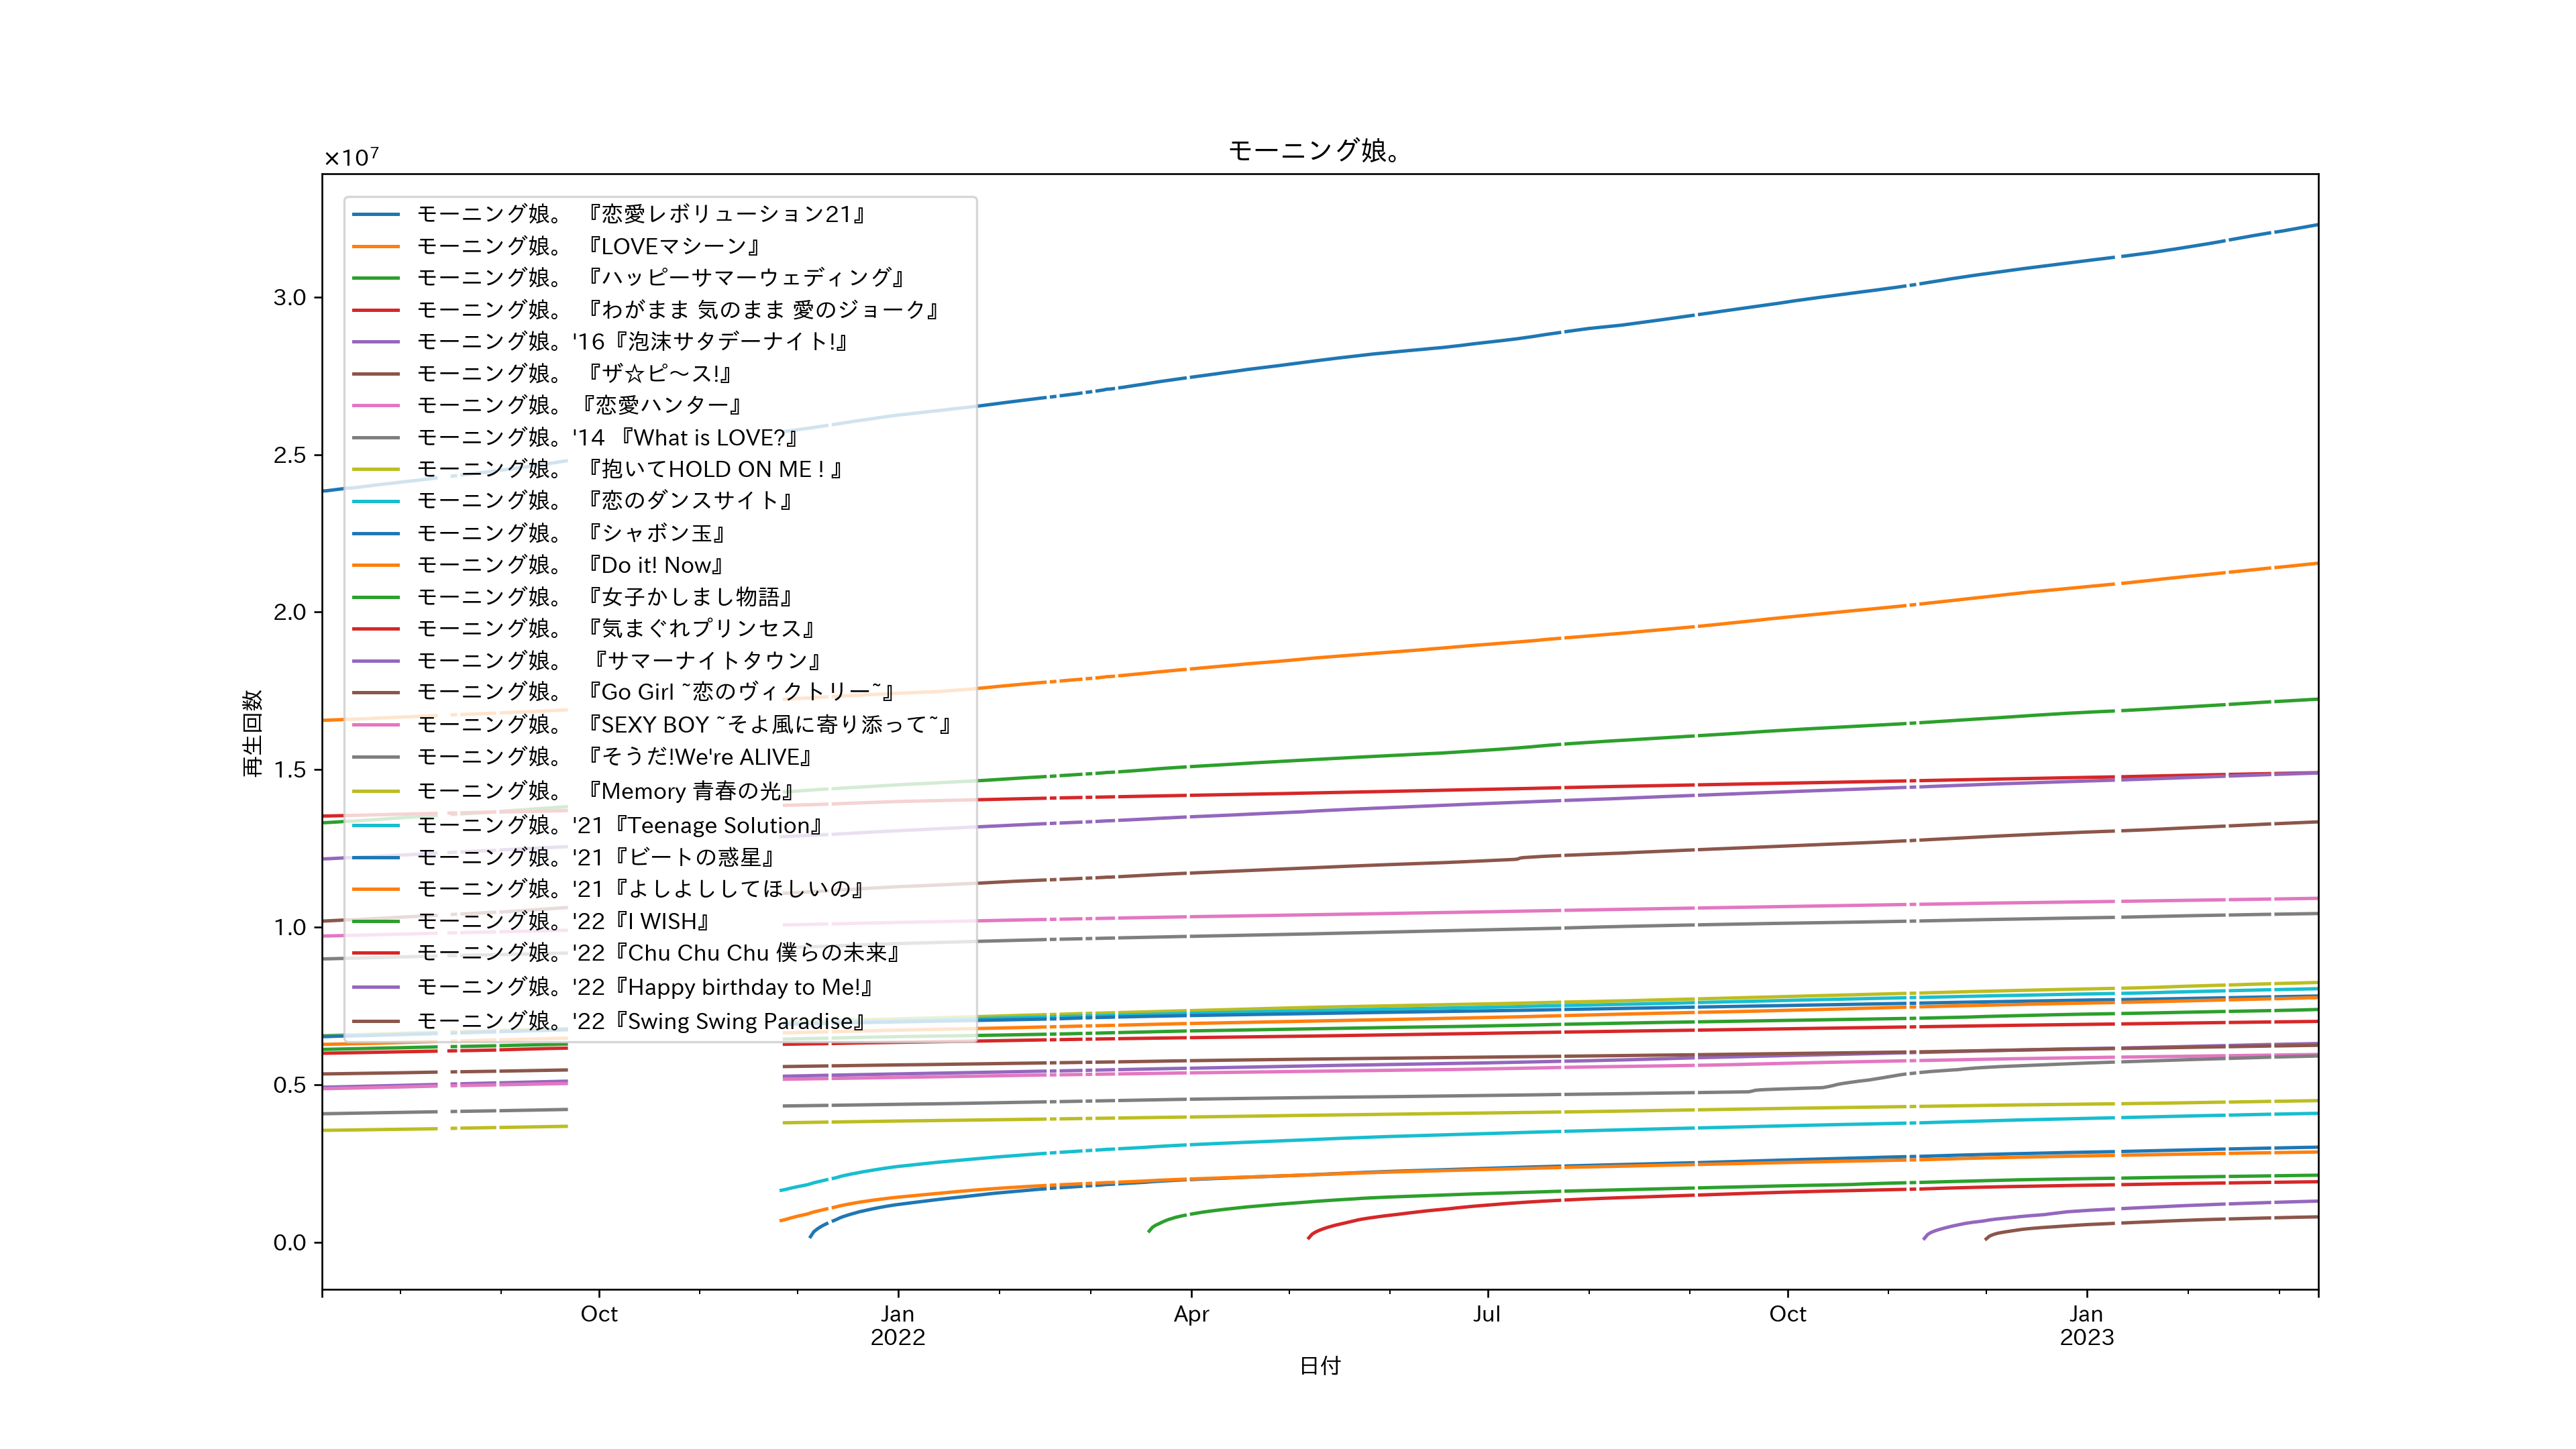 モーニング娘。
×10⁷
モーニング娘。 『恋愛レボリューション21』
モーニング娘。 『LOVEマシーン』
モーニング娘。 『ハッピーサマーウェディング』
モーニング娘。 『わがまま 気のまま 愛のジョーク』
モーニング娘。'16『泡沫サタデーナイト!』
モーニング娘。 『ザ☆ピ〜ス!』
モーニング娘。『恋愛ハンター』
モーニング娘。'14 『What is LOVE?』
モーニング娘。 『抱いてHOLD ON ME ! 』
モーニング娘。 『恋のダンスサイト』
モーニング娘。 『シャボン玉』
モーニング娘。 『Do it! Now』
モーニング娘。 『女子かしまし物語』
モーニング娘。 『気まぐれプリンセス』
モーニング娘。 『サマーナイトタウン』
モーニング娘。 『Go Girl ~恋のヴィクトリー~』
モーニング娘。 『SEXY BOY ~そよ風に寄り添って~』
モーニング娘。 『そうだ!We're ALIVE』
モーニング娘。 『Memory 青春の光』
モーニング娘。'21『Teenage Solution』
モーニング娘。'21『ビートの惑星』
モーニング娘。'21『よしよししてほしいの』
モーニング娘。'22『I WISH』
モーニング娘。'22『Chu Chu Chu 僕らの未来』
モーニング娘。'22『Happy birthday to Me!』
モーニング娘。'22『Swing Swing Paradise』
再生回数
3.0
2.5
2.0
1.5
1.0
0.5
0.0
Oct Jan Apr Jul Oct Jan
2022 2023
日付